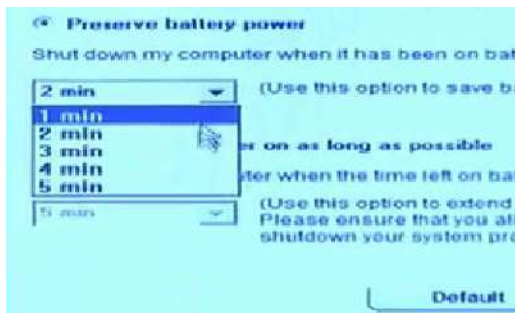 Preserve battery power
Shut down my computer when it has been on bat
2 min
(Use this option to save b
1 min
2 min
3 min
4 min
5 min
er on as long as possible
ter when the time left on ba
5 min
(Use this option to extend
Please ensure that you al
shutdown your system pr
Default